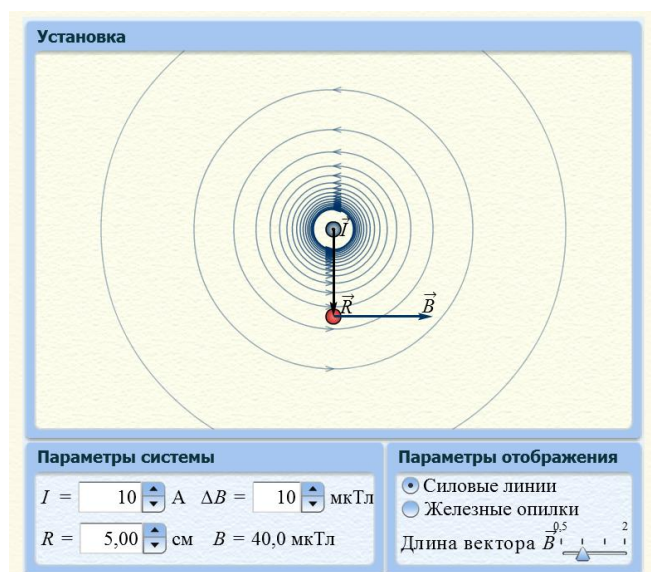 Установка
I
R
B
Параметры системы
I = 10 А ΔB = 10 мкТл
R = 5,00 см B = 40,0 мкТл
Параметры отображения
Силовые линии
Железные опилки
0,5 2
Длина вектора B